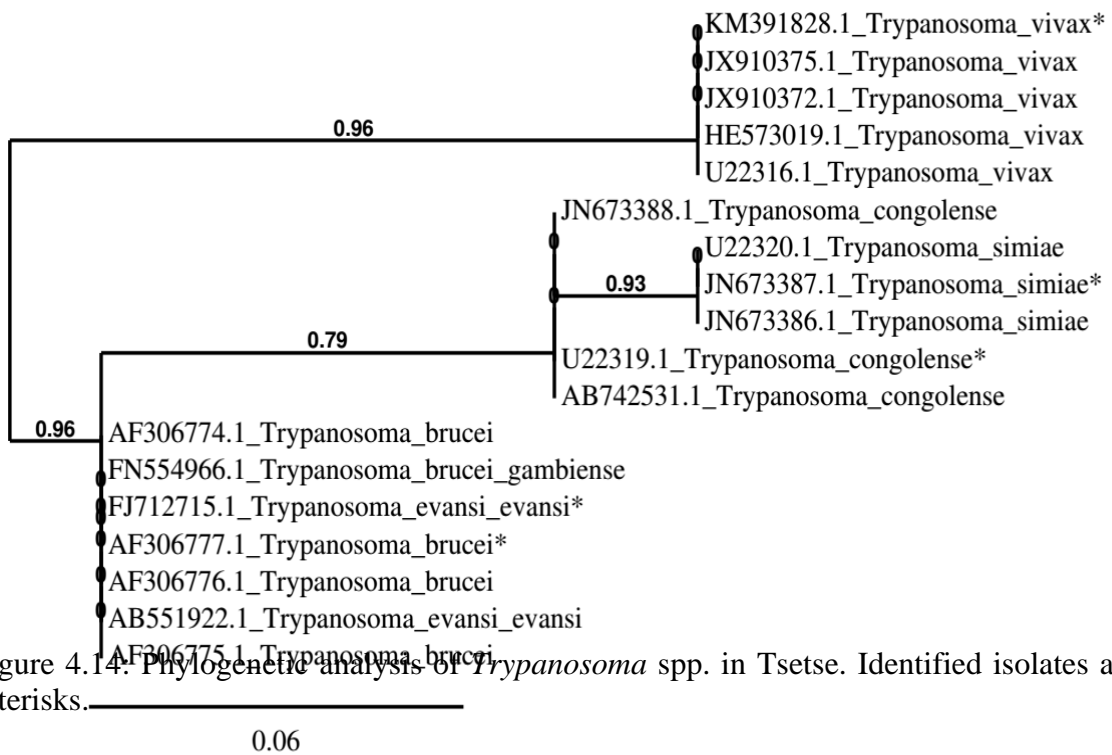 KM391828.1_Trypanosoma_vivax*
JX910375.1_Trypanosoma_vivax
JX910372.1_Trypanosoma_vivax
0.96
HE573019.1_Trypanosoma_vivax
U22316.1_Trypanosoma_vivax
JN673388.1_Trypanosoma_congolense
U22320.1_Trypanosoma_simiae
0.93
JN673387.1_Trypanosoma_simiae*
JN673386.1_Trypanosoma_simiae
0.79
U22319.1_Trypanosoma_congolense*
AB742531.1_Trypanosoma_congolense
0.96
AF306774.1_Trypanosoma_brucei
FN554966.1_Trypanosoma_brucei_gambiense
FJ712715.1_Trypanosoma_evansi_evansi*
AF306777.1_Trypanosoma_brucei*
AF306776.1_Trypanosoma_brucei
AB551922.1_Trypanosoma_evansi_evansi
AF306775.1_Trypanosoma_brucei
gure 4.14: Phylogenetic analysis of Trypanosoma spp. in Tsetse. Identified isolates a
terisks.
0.06